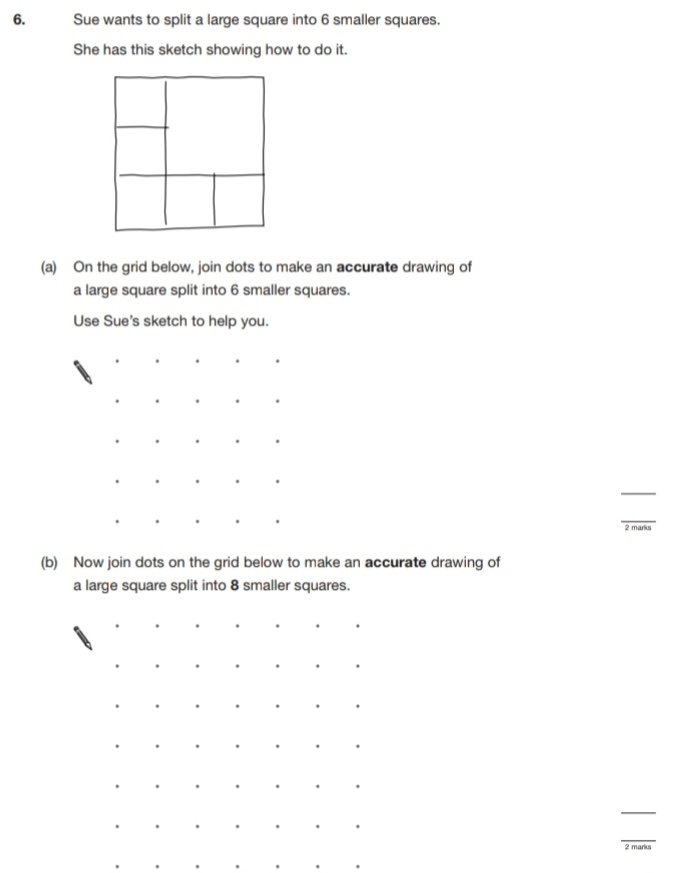 6. Sue wants to split a large square into 6 smaller squares.
She has this sketch showing how to do it.
(a) On the grid below, join dots to make an accurate drawing of
a large square split into 6 smaller squares.
Use Sue's sketch to help you.
2 marks
(b) Now join dots on the grid below to make an accurate drawing of
a large square split into 8 smaller squares.
2 marks